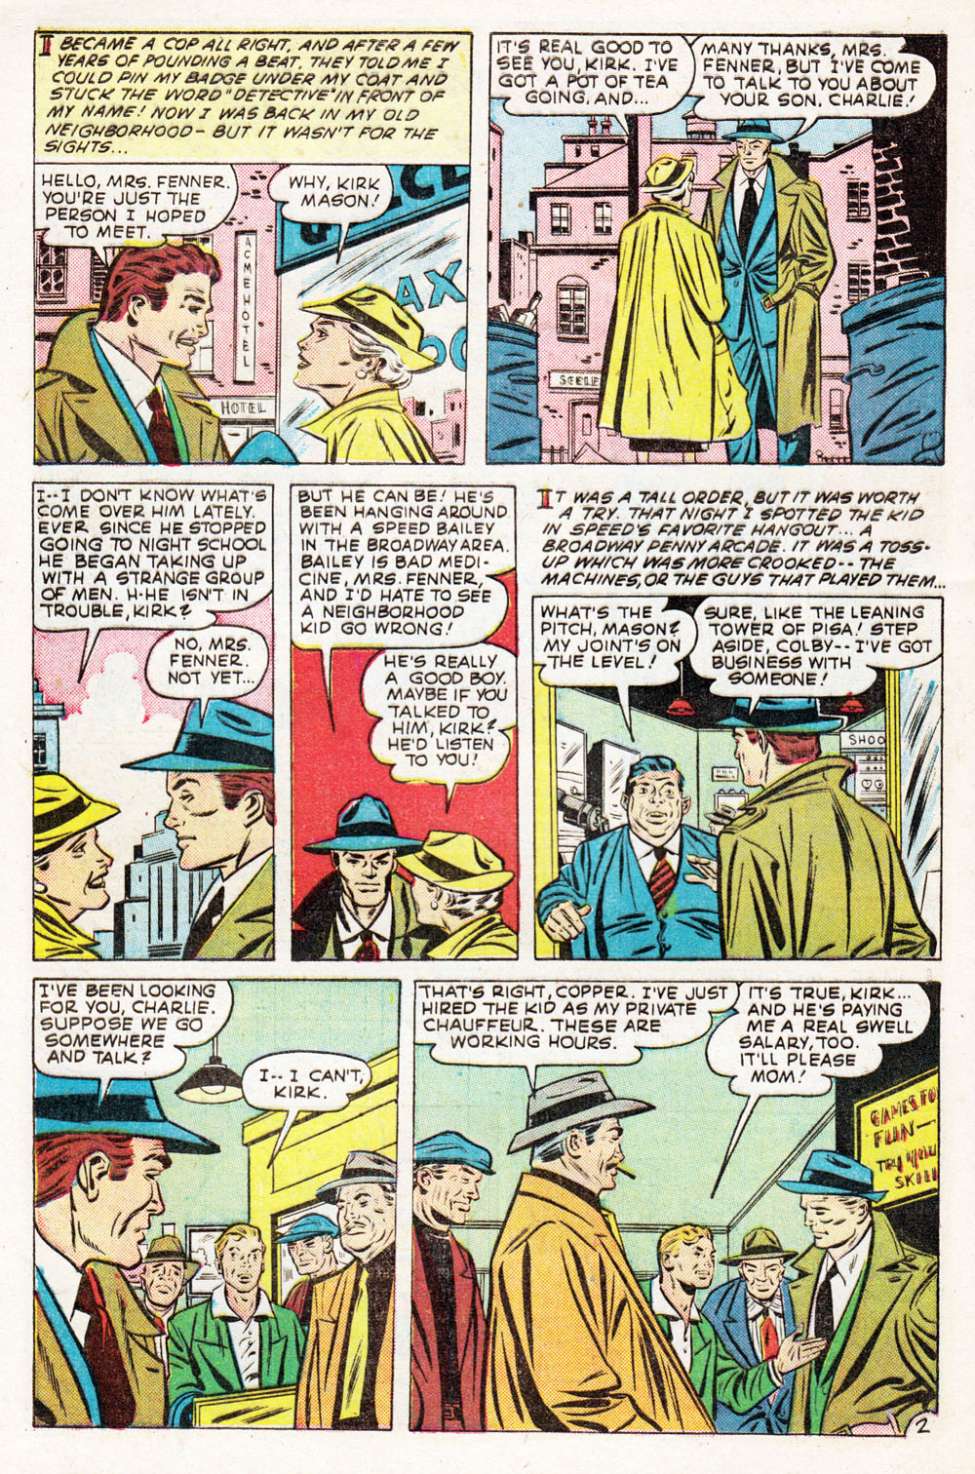 I BECAME A COP ALL RIGHT, AND AFTER A FEW
YEARS OF POUNDING A BEAT, THEY TOLD ME I
COULD PIN MY BADGE UNDER MY COAT AND
STUCK THE WORD "DETECTIVE" IN FRONT OF
MY NAME! NOW I WAS BACK IN MY OLD
NEIGHBORHOOD- BUT IT WASN'T FOR THE
SIGHTS...
HELLO, MRS. FENNER.
YOU'RE JUST THE
PERSON I HOPED
TO MEET.
WHY, KIRK
MASON!
ACME HOTEL
HOTEL
AX
IT'S REAL GOOD TO
SEE YOU, KIRK. I'VE
GOT A POT OF TEA
GOING, AND...
MANY THANKS, MRS.
FENNER, BUT I'VE COME
TO TALK TO YOU ABOUT
YOUR SON, CHARLIE!
I-- I DON'T KNOW WHAT'S
COME OVER HIM LATELY.
EVER SINCE HE STOPPED
GOING TO NIGHT SCHOOL
HE BEGAN TAKING UP
WITH A STRANGE GROUP
OF MEN. H-HE ISN'T IN
TROUBLE, KIRK?
NO, MRS.
FENNER.
NOT YET...
BUT HE CAN BE! HE'S
BEEN HANGING AROUND
WITH A SPEED BAILEY
IN THE BROADWAY AREA.
BAILEY IS BAD MEDI-
CINE, MRS. FENNER,
AND I'D HATE TO SEE
A NEIGHBORHOOD
KID GO WRONG!
HE'S REALLY
A GOOD BOY.
MAYBE IF YOU
TALKED TO
HIM, KIRK?
HE'D LISTEN
TO YOU!
IT WAS A TALL ORDER, BUT IT WAS WORTH
A TRY. THAT NIGHT I SPOTTED THE KID
IN SPEED'S FAVORITE HANGOUT... A
BROADWAY PENNY ARCADE. IT WAS A TOSS-
UP WHICH WAS MORE CROOKED-- THE
MACHINES, OR THE GUYS THAT PLAYED THEM...
WHAT'S THE
PITCH, MASON?
MY JOINT'S ON
THE LEVEL!
SURE, LIKE THE LEANING
TOWER OF PISA! STEP
ASIDE, COLBY-- I'VE GOT
BUSINESS WITH
SOMEONE!
SHOO
I'VE BEEN LOOKING
FOR YOU, CHARLIE.
SUPPOSE WE GO
SOMEWHERE
AND TALK?
I-- I CAN'T,
KIRK.
THAT'S RIGHT, COPPER. I'VE JUST
HIRED THE KID AS MY PRIVATE
CHAUFFEUR. THESE ARE
WORKING HOURS.
IT'S TRUE, KIRK...
AND HE'S PAYING
ME A REAL SWELL
SALARY, TOO.
IT'LL PLEASE
MOM!
GAMES FO
FUN-
TRY YOU
SKILL
2